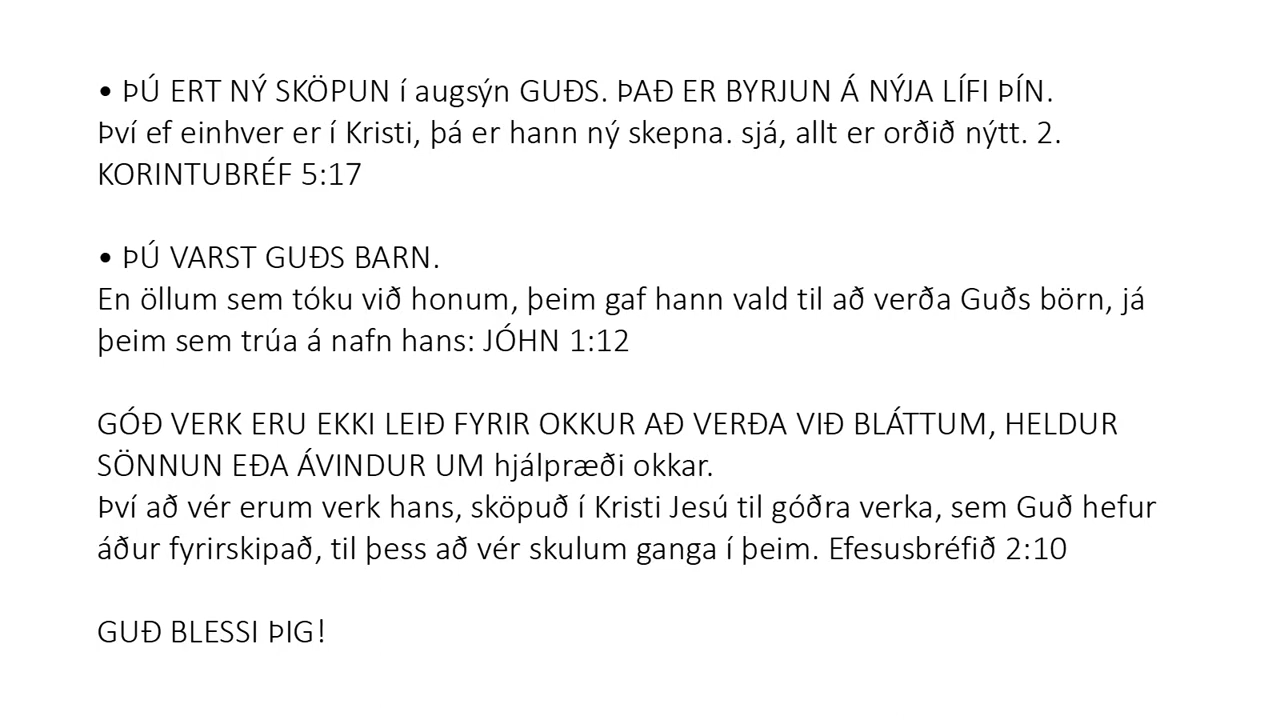 • ÞÚ ERT NÝ SKÖPUN í augsýn GUÐS. ÞAÐ ER BYRJUN Á NÝJA LÍFI ÞÍN.
Því ef einhver er í Kristi, þá er hann ný skepna. sjá, allt er orðið nýtt. 2.
KORINTUBRÉF 5:17
• ÞÚ VARST GUÐS BARN.
En öllum sem tóku við honum, þeim gaf hann vald til að verða Guðs börn, já
þeim sem trúa á nafn hans: JÓHN 1:12
GÓÐ VERK ERU EKKI LEIÐ FYRIR OKKUR AÐ VERÐA VIÐ BLÁTTUM, HELDUR
SÖNNUN EÐA ÁVINDUR UM hjálpræði okkar.
Því að vér erum verk hans, sköpuð í Kristi Jesú til góðra verka, sem Guð hefur
áður fyrirskipað, til þess að vér skulum ganga í þeim. Efesusbréfið 2:10
GUÐ BLESSI ÞIG!